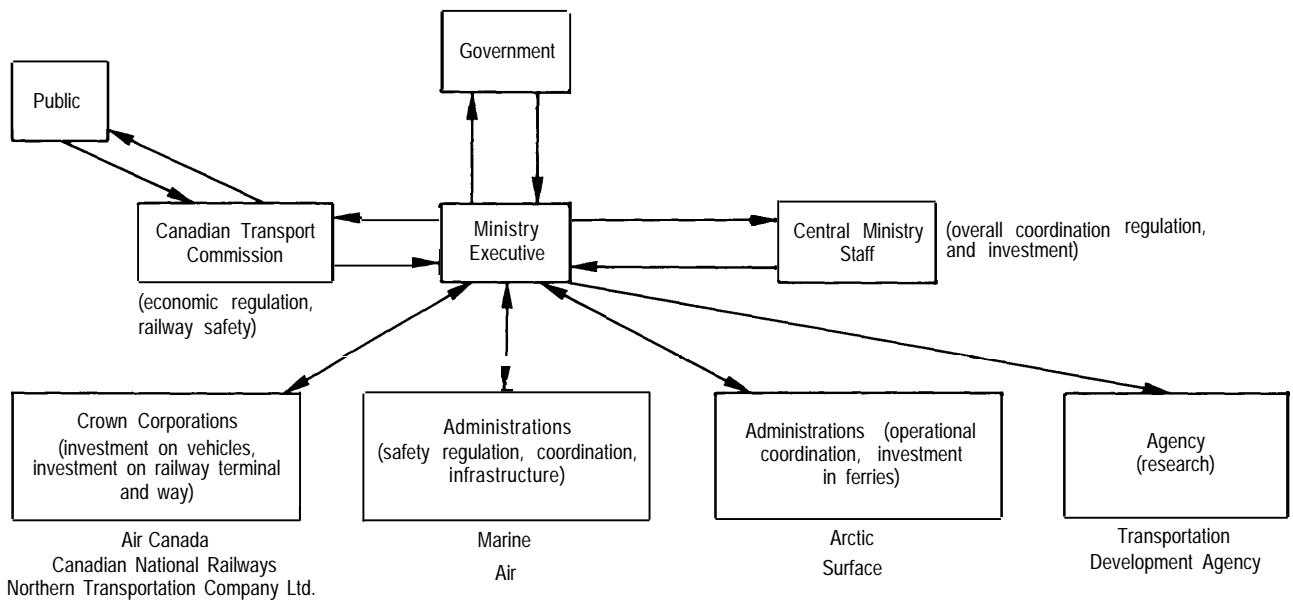 Government
Public
Canadian Transport
Commission
(economic regulation,
railway safety)
Ministry
Executive
Central Ministry
Staff
(overall coordination regulation,
and investment)
Crown Corporations
(investment on vehicles,
investment on railway terminal
and way)
Air Canada
Canadian National Railways
Northern Transportation Company Ltd.
Administrations
(safety regulation, coordination,
infrastructure)
Marine
Air
Administrations (operational
coordination, investment
in ferries)
Arctic
Surface
Agency
(research)
Transportation
Development Agency